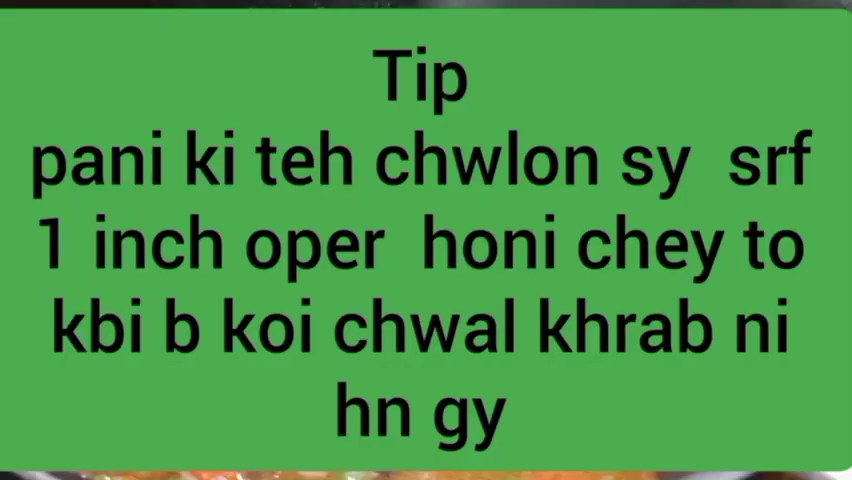 Tip
pani ki teh chwlon sy srf
1 inch oper honi chey to
kbi b koi chwal khrab ni
hn gy